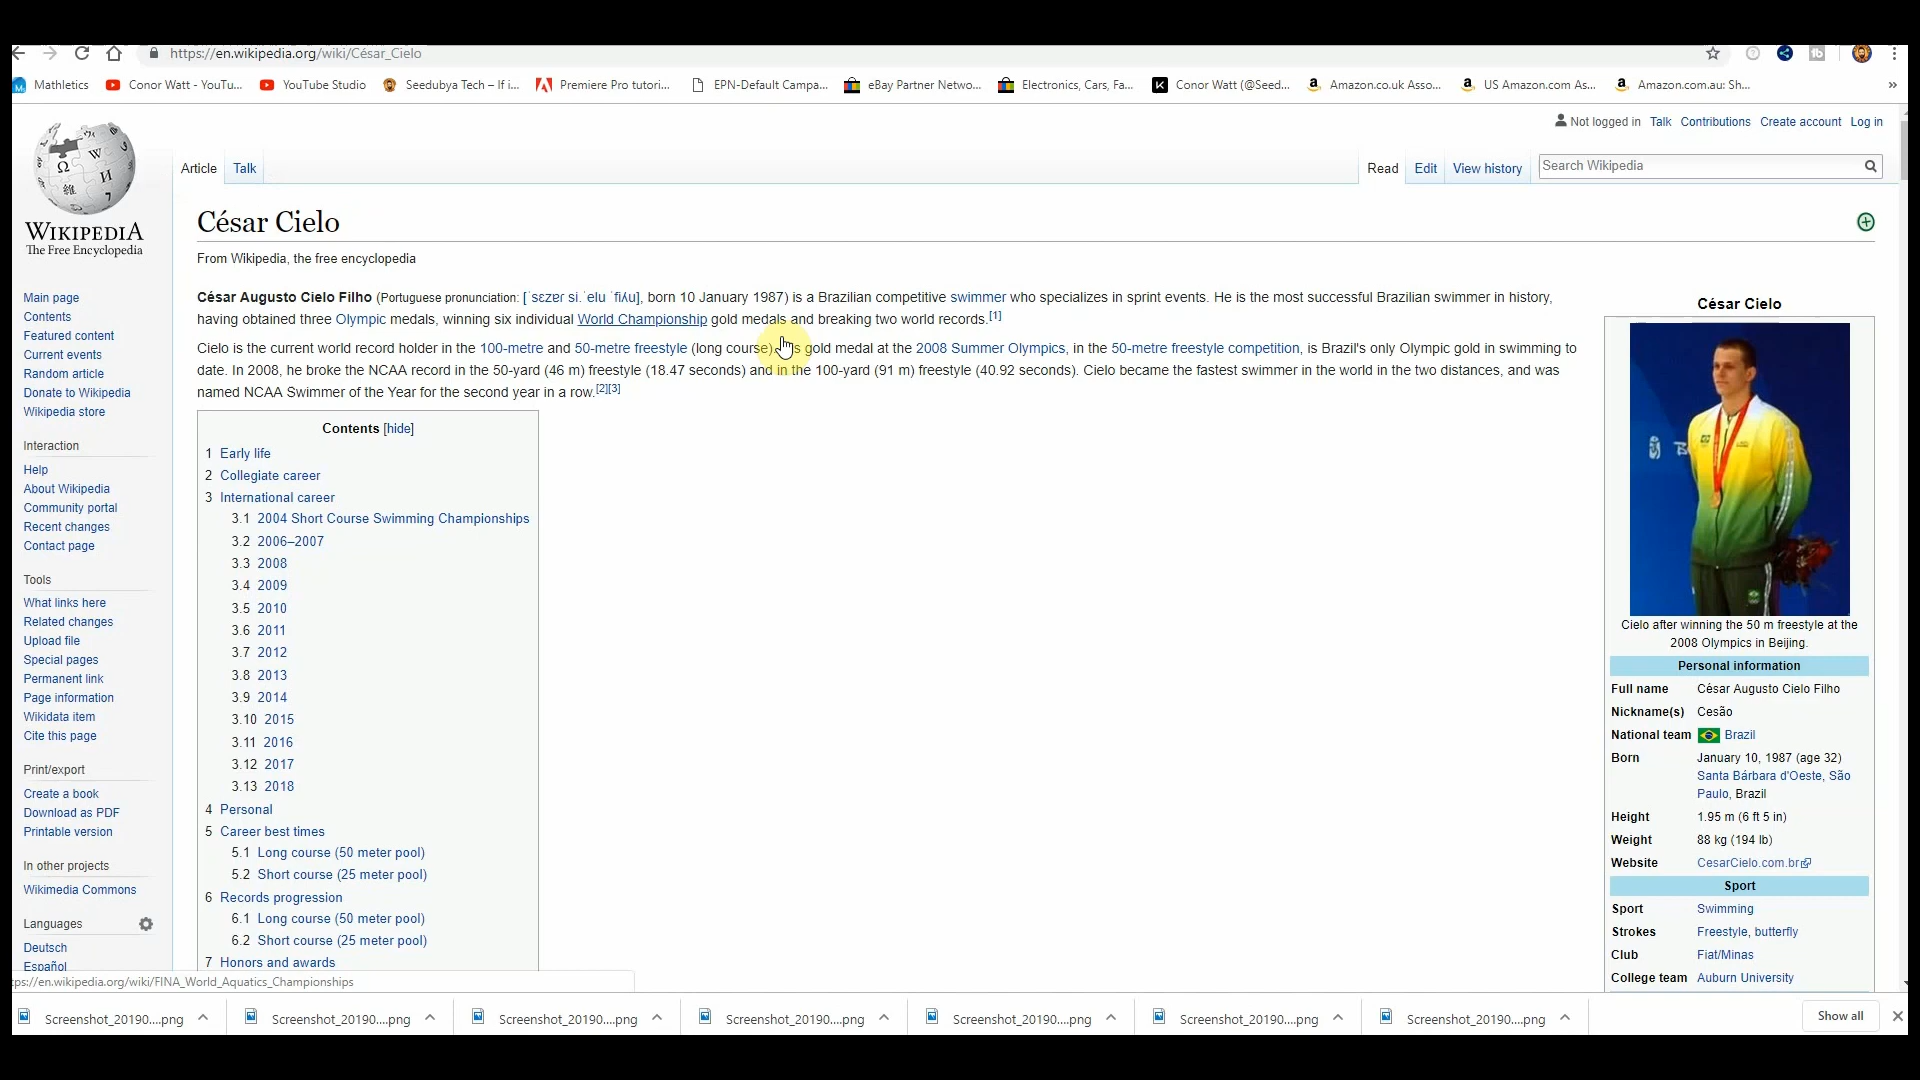 https://en.wikipedia.org/wiki/César_Cielo
Mathletics
Conor Watt - YouTu...
YouTube Studio
Seedubya Tech – If i...
Premiere Pro tutori...
EPN-Default Campa...
eBay Partner Netwo...
Electronics, Cars, Fa...
Conor Watt (@Seed...
Amazon.co.uk Asso...
US Amazon.com As...
Amazon.com.au: Sh...
»
Not logged in Talk Contributions Create account Log in
Article Talk
Read Edit View history Search Wikipedia
WIKIPEDIA
The Free Encyclopedia
Main page
Contents
Featured content
Current events
Random article
Donate to Wikipedia
Wikipedia store
Interaction
Help
About Wikipedia
Community portal
Recent changes
Contact page
Tools
What links here
Related changes
Upload file
Special pages
Permanent link
Page information
Wikidata item
Cite this page
Print/export
Create a book
Download as PDF
Printable version
In other projects
Wikimedia Commons
Languages
Deutsch
Español
César Cielo
From Wikipedia, the free encyclopedia
César Augusto Cielo Filho (Portuguese pronunciation: [ˈsɛzɐɾ si.ˈelu ˈfiʎu], born 10 January 1987) is a Brazilian competitive swimmer who specializes in sprint events. He is the most successful Brazilian swimmer in history,
having obtained three Olympic medals, winning six individual World Championship gold medals and breaking two world records.[1]
Cielo is the current world record holder in the 100-metre and 50-metre freestyle (long course). gold medal at the 2008 Summer Olympics, in the 50-metre freestyle competition, is Brazil's only Olympic gold in swimming to
date. In 2008, he broke the NCAA record in the 50-yard (46 m) freestyle (18.47 seconds) and in the 100-yard (91 m) freestyle (40.92 seconds). Cielo became the fastest swimmer in the world in the two distances, and was
named NCAA Swimmer of the Year for the second year in a row.[2][3]
Contents [hide]
1 Early life
2 Collegiate career
3 International career
3.1 2004 Short Course Swimming Championships
3.2 2006–2007
3.3 2008
3.4 2009
3.5 2010
3.6 2011
3.7 2012
3.8 2013
3.9 2014
3.10 2015
3.11 2016
3.12 2017
3.13 2018
4 Personal
5 Career best times
5.1 Long course (50 meter pool)
5.2 Short course (25 meter pool)
6 Records progression
6.1 Long course (50 meter pool)
6.2 Short course (25 meter pool)
7 Honors and awards
César Cielo
Cielo after winning the 50 m freestyle at the
2008 Olympics in Beijing.
Personal information
Full name César Augusto Cielo Filho
Nickname(s) Cesão
National team Brazil
Born January 10, 1987 (age 32)
Santa Bárbara d'Oeste, São
Paulo, Brazil
Height 1.95 m (6 ft 5 in)
Weight 88 kg (194 lb)
Website CesarCielo.com.br
Sport
Sport Swimming
Strokes Freestyle, butterfly
Club Fiat/Minas
College team Auburn University
ps://en.wikipedia.org/wiki/FINA_World_Aquatics_Championships
Screenshot_20190....png
Screenshot_20190....png
Screenshot_20190....png
Screenshot_20190....png
Screenshot_20190....png
Screenshot_20190....png
Screenshot_20190....png
Show all